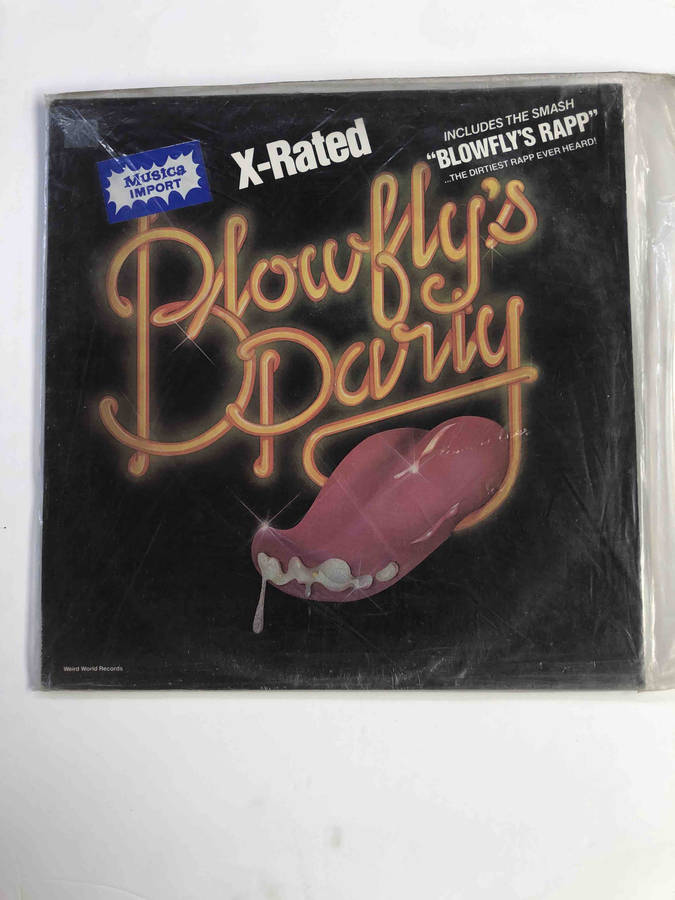 Musica
IMPORT
X-Rated
INCLUDES THE SMASH
"BLOWFLY'S RAPP"
...THE DIRTIEST RAPP EVER HEARD!
Blowfly's
Party
Weird World Records